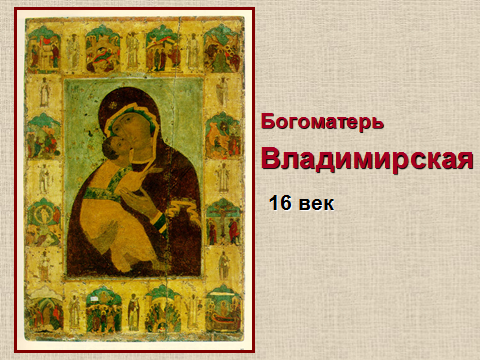 Богоматерь
Владимирская
16 век